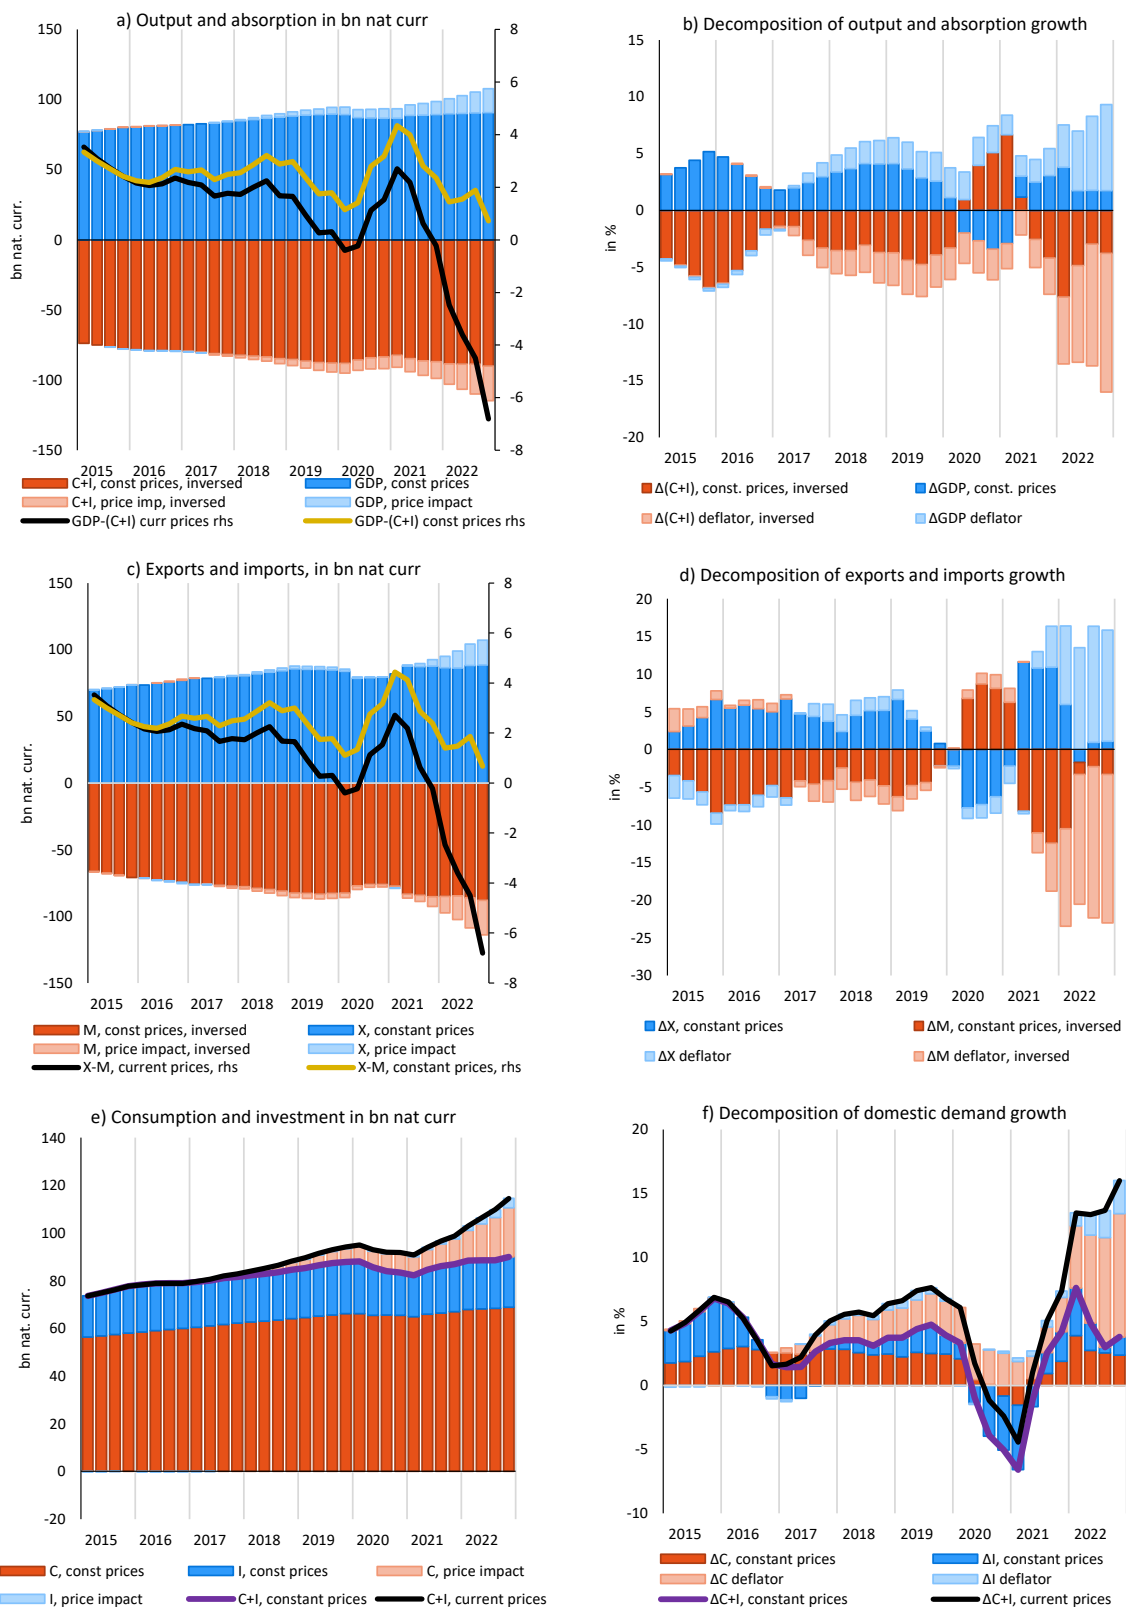 a) Output and absorption in bn nat curr
150
100
50
0
-50
-100
-150
8
6
4
2
0
-2
-4
-6
-8
bn nat. curr.
2015 2016 2017 2018 2019 2020 2021 2022
C+I, const prices, inversed
GDP, const prices
C+I, price imp, inversed
GDP, price impact
GDP-(C+I) curr prices rhs
GDP-(C+I) const prices rhs
b) Decomposition of output and absorption growth
15
10
5
0
-5
-10
-15
-20
in %
2015 2016 2017 2018 2019 2020 2021 2022
Δ(C+I), const. prices, inversed
ΔGDP, const. prices
Δ(C+I) deflator, inversed
ΔGDP deflator
c) Exports and imports, in bn nat curr
150
100
50
0
-50
-100
-150
8
6
4
2
0
-2
-4
-6
-8
bn nat. curr.
2015 2016 2017 2018 2019 2020 2021 2022
M, const prices, inversed
X, constant prices
M, price impact, inversed
X, price impact
X-M, current prices, rhs
X-M, constant prices, rhs
d) Decomposition of exports and imports growth
20
15
10
5
0
-5
-10
-15
-20
-25
-30
in %
2015 2016 2017 2018 2019 2020 2021 2022
ΔX, constant prices
ΔM, constant prices, inversed
ΔX deflator
ΔM deflator, inversed
e) Consumption and investment in bn nat curr
140
120
100
80
60
40
20
0
-20
bn nat. curr.
2015 2016 2017 2018 2019 2020 2021 2022
C, const prices
I, const prices
C, price impact
I, price impact
C+I, constant prices
C+I, current prices
f) Decomposition of domestic demand growth
20
15
10
5
0
-5
-10
in %
2015 2016 2017 2018 2019 2020 2021 2022
ΔC, constant prices
ΔI, constant prices
ΔC deflator
ΔI deflator
ΔC+I, constant prices
ΔC+I, current prices